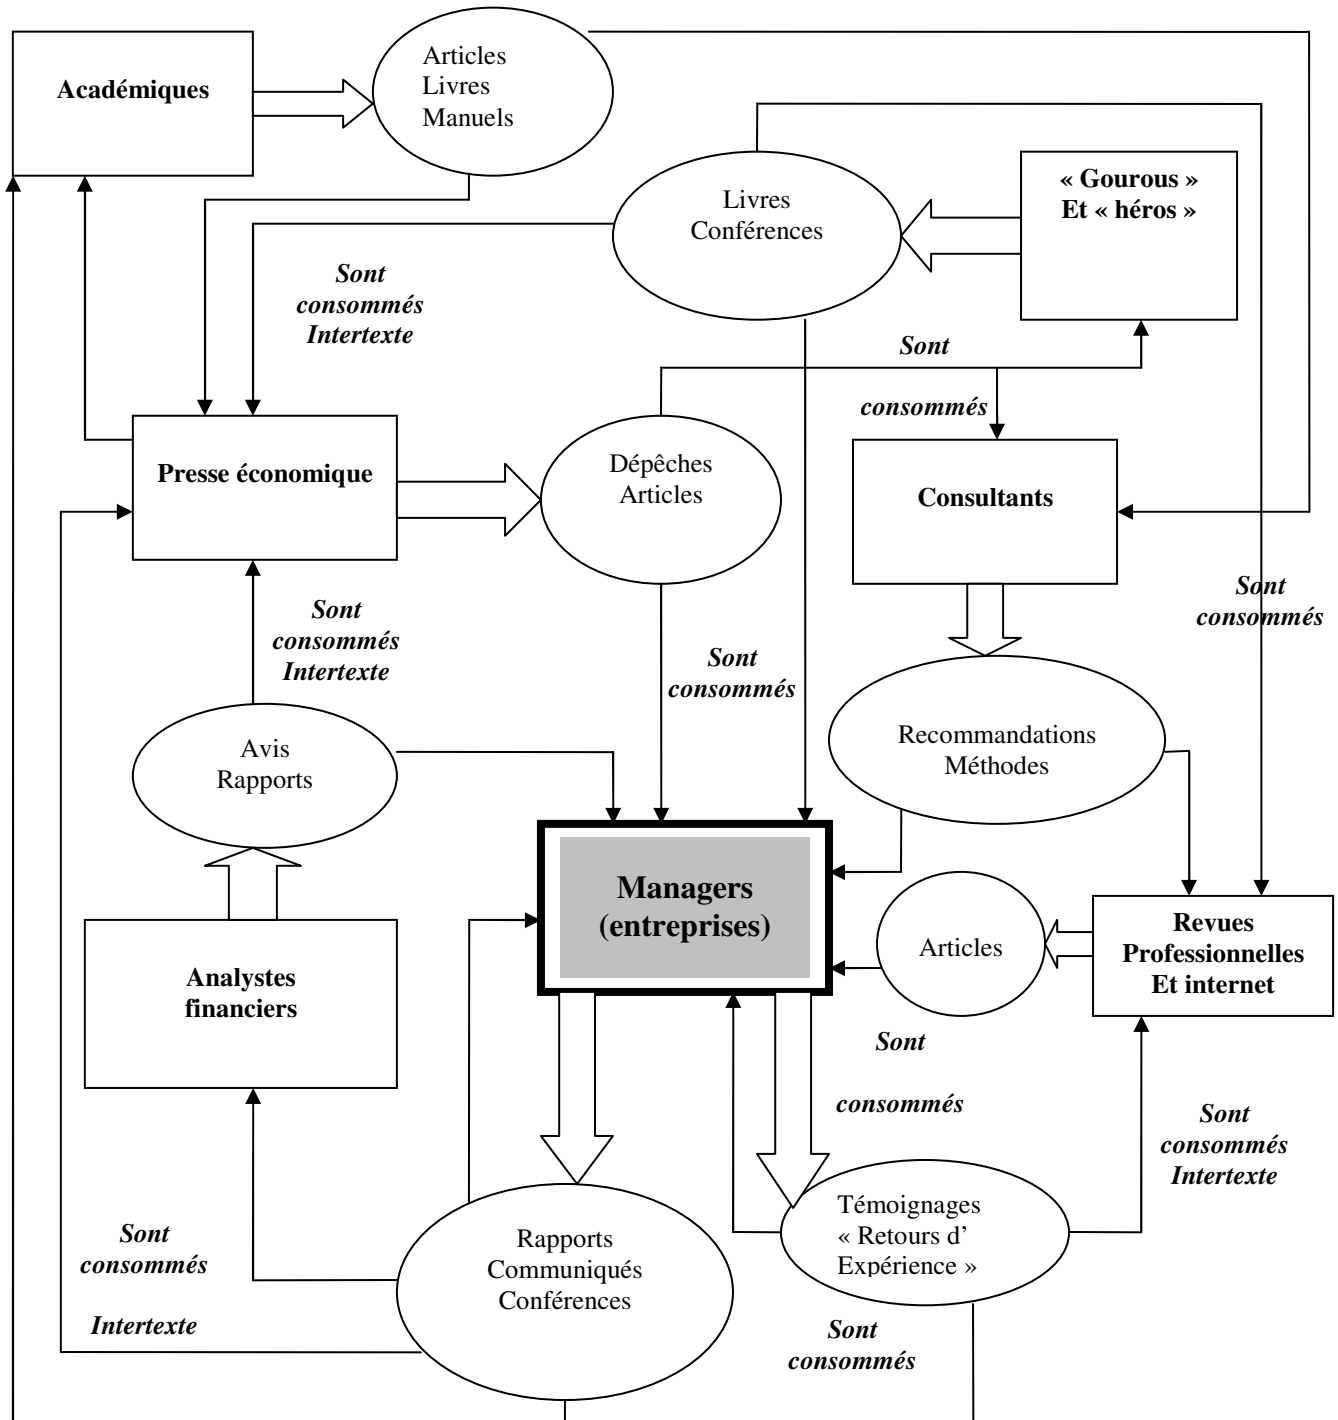 Académiques
Articles
Livres
Manuels
« Gourous »
Et « héros »
Livres
Conférences
Sont
consommés
Intertexte
Sont
consommés
Presse économique
Dépêches
Articles
Consultants
Sont
consommés
Sont
consommés
Intertexte
Sont
consommés
Avis
Rapports
Recommandations
Méthodes
Managers
(entreprises)
Articles
Revues
Professionnelles
Et internet
Analystes
financiers
Sont
consommés
Sont
consommés
Intertexte
Témoignages
« Retours d’
Expérience »
Rapports
Communiqués
Conférences
Sont
consommés
Intertexte
Sont
consommés